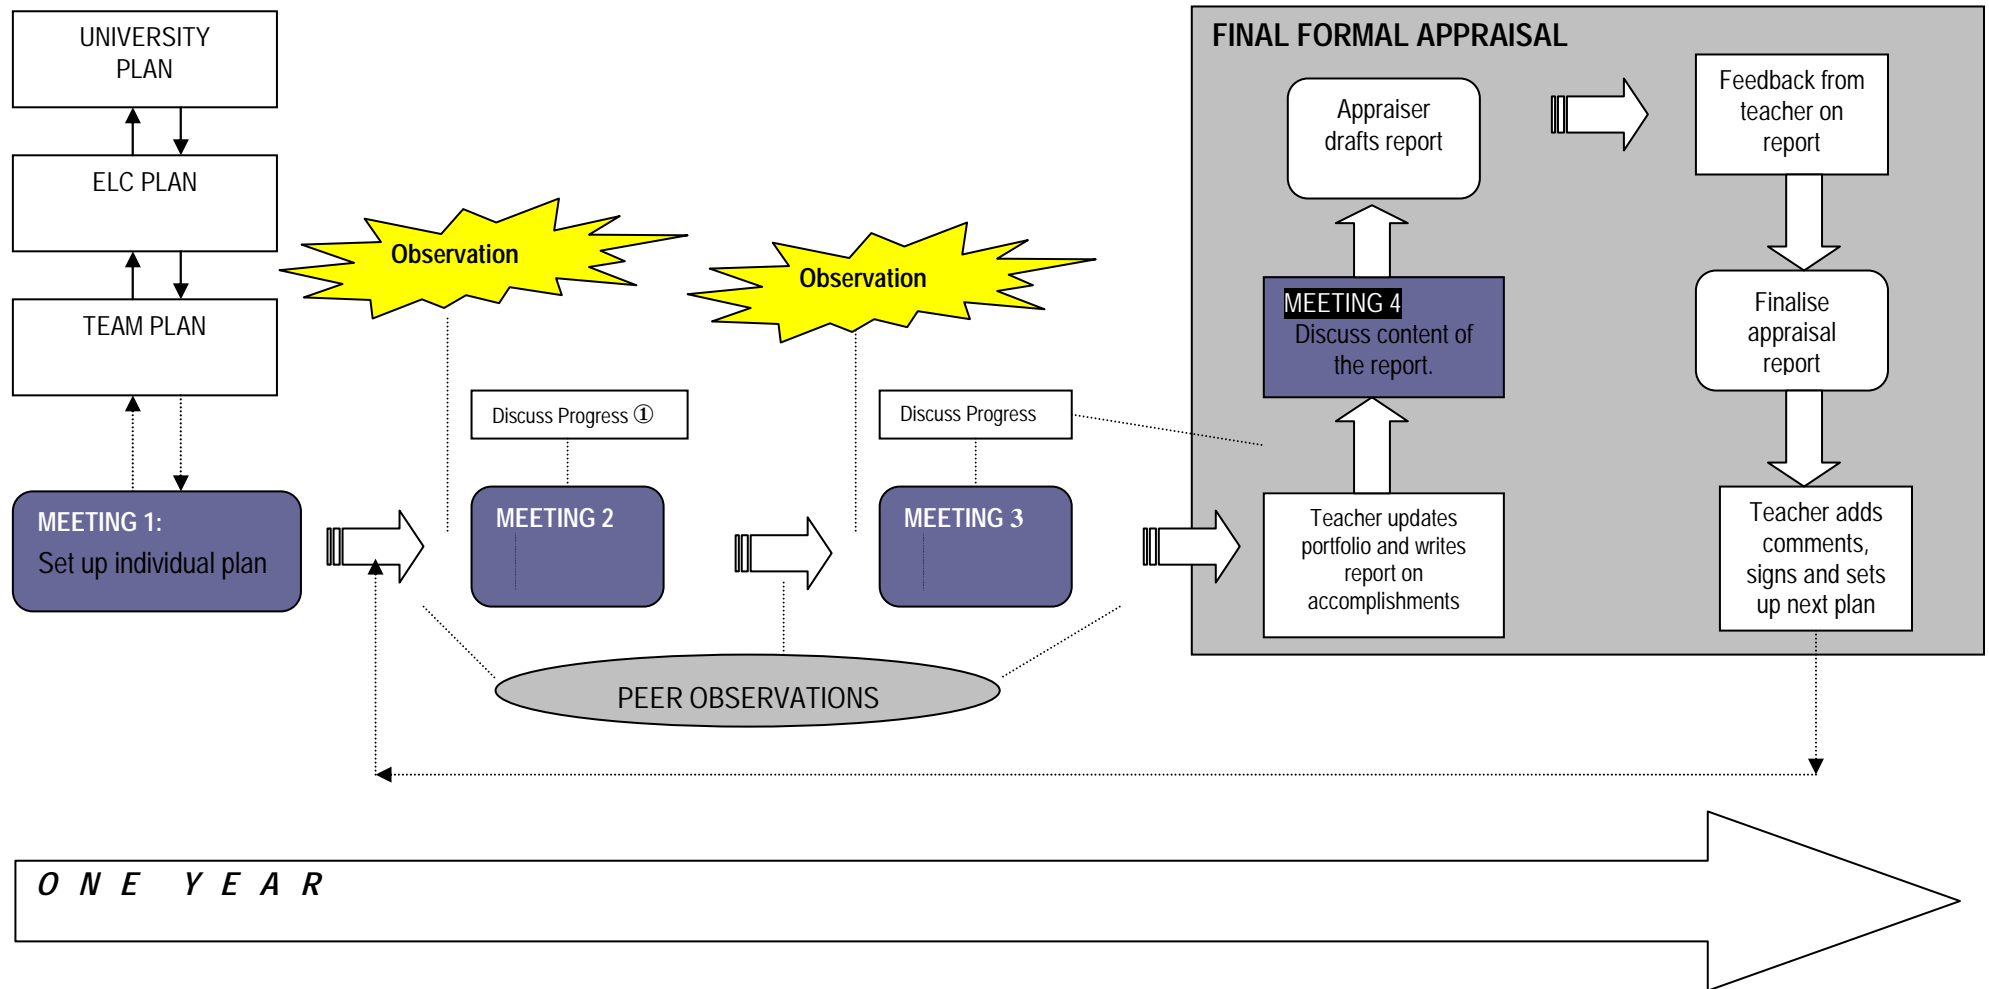 UNIVERSITY
PLAN
ELC PLAN
TEAM PLAN
MEETING 1:
Set up individual plan
Observation
Discuss Progress ①
MEETING 2
Observation
Discuss Progress
MEETING 3
PEER OBSERVATIONS
FINAL FORMAL APPRAISAL
Teacher updates
portfolio and writes
report on
accomplishments
MEETING 4
Discuss content of
the report.
Appraiser
drafts report
Feedback from
teacher on
report
Finalise
appraisal
report
Teacher adds
comments,
signs and sets
up next plan
O N E Y E A R